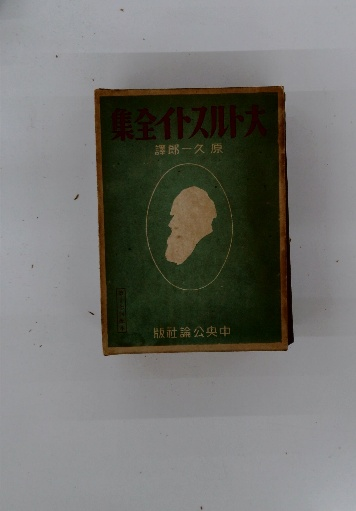 大トルストイ全集
原久一郎譯
中央公論社版